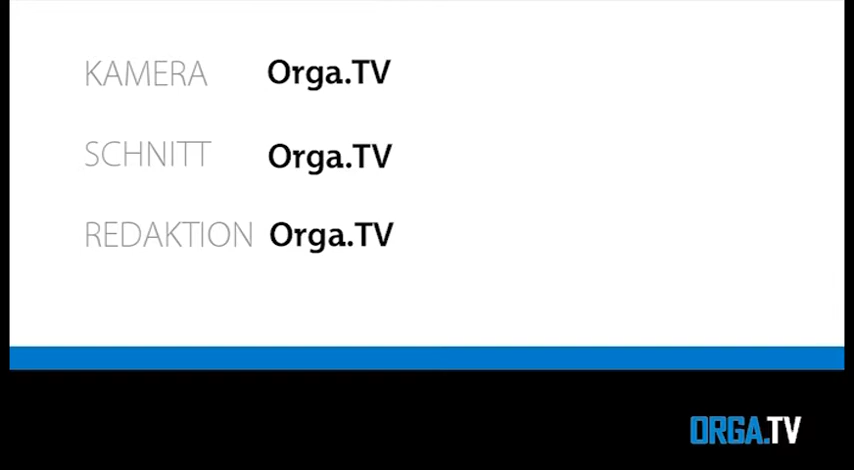 KAMERA Orga.TV
SCHNITT Orga.TV
REDAKTION Orga.TV
ORGA.TV